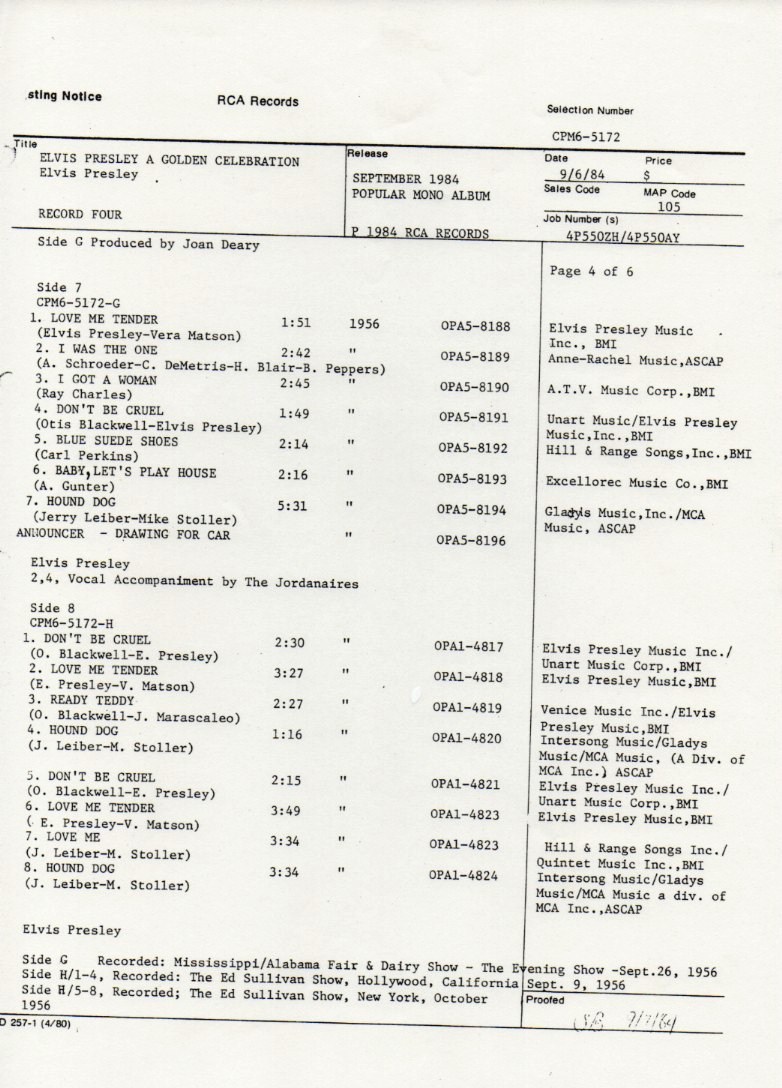 sting Notice
RCA Records
Selection Number
CPM6-5172
Title
ELVIS PRESLEY A GOLDEN CELEBRATION
Elvis Presley
RECORD FOUR
Release
SEPTEMBER 1984
POPULAR MONO ALBUM
P 1984 RCA RECORDS
Date Price
9/6/84 $
Sales Code MAP Code
105
Job Number (s)
4P550ZH/4P550AY
Side G Produced by Joan Deary
Page 4 of 6
Side 7
CPM6-5172-G
1. LOVE ME TENDER 1:51 1956 OPA5-8188 Elvis Presley Music
(Elvis Presley-Vera Matson) Inc., BMI
2. I WAS THE ONE 2:42 " OPA5-8189 Anne-Rachel Music,ASCAP
(A. Schroeder-C. DeMetris-H. Blair-B. Peppers)
3. I GOT A WOMAN 2:45 " OPA5-8190 A.T.V. Music Corp.,BMI
(Ray Charles)
4. DON'T BE CRUEL 1:49 " OPA5-8191 Unart Music/Elvis Presley
(Otis Blackwell-Elvis Presley) Music,Inc.,BMI
5. BLUE SUEDE SHOES 2:14 " OPA5-8192 Hill & Range Songs,Inc.,BMI
(Carl Perkins)
6. BABY,LET'S PLAY HOUSE 2:16 " OPA5-8193 Excellorec Music Co.,BMI
(A. Gunter)
7. HOUND DOG 5:31 " OPA5-8194 Gladys Music,Inc./MCA
(Jerry Leiber-Mike Stoller) Music, ASCAP
ANNOUNCER - DRAWING FOR CAR " OPA5-8196
Elvis Presley
2,4, Vocal Accompaniment by The Jordanaires
Side 8
CPM6-5172-H
1. DON'T BE CRUEL 2:30 " OPA1-4817 Elvis Presley Music Inc./
(O. Blackwell-E. Presley) Unart Music Corp.,BMI
2. LOVE ME TENDER 3:27 " OPA1-4818 Elvis Presley Music,BMI
(E. Presley-V. Matson)
3. READY TEDDY 2:27 " OPA1-4819 Venice Music Inc./Elvis
(O. Blackwell-J. Marascaleo) Presley Music,BMI
4. HOUND DOG 1:16 " OPA1-4820 Intersong Music/Gladys
(J. Leiber-M. Stoller) Music/MCA Music, (A Div. of
MCA Inc.) ASCAP
5. DON'T BE CRUEL 2:15 " OPA1-4821 Elvis Presley Music Inc./
(O. Blackwell-E. Presley) Unart Music Corp.,BMI
6. LOVE ME TENDER 3:49 " OPA1-4823 Elvis Presley Music,BMI
( E. Presley-V. Matson)
7. LOVE ME 3:34 " OPA1-4823 Hill & Range Songs Inc./
(J. Leiber-M. Stoller) Quintet Music Inc.,BMI
8. HOUND DOG 3:34 " OPA1-4824 Intersong Music/Gladys
(J. Leiber-M. Stoller) Music/MCA Music a div. of
MCA Inc.,ASCAP
Elvis Presley
Side G Recorded: Mississippi/Alabama Fair & Dairy Show - The Evening Show -Sept.26, 1956
Side H/1-4, Recorded: The Ed Sullivan Show, Hollywood, California Sept. 9, 1956
Side H/5-8, Recorded; The Ed Sullivan Show, New York, October
1956
Proofed
9/7/84
D 257-1 (4/80)